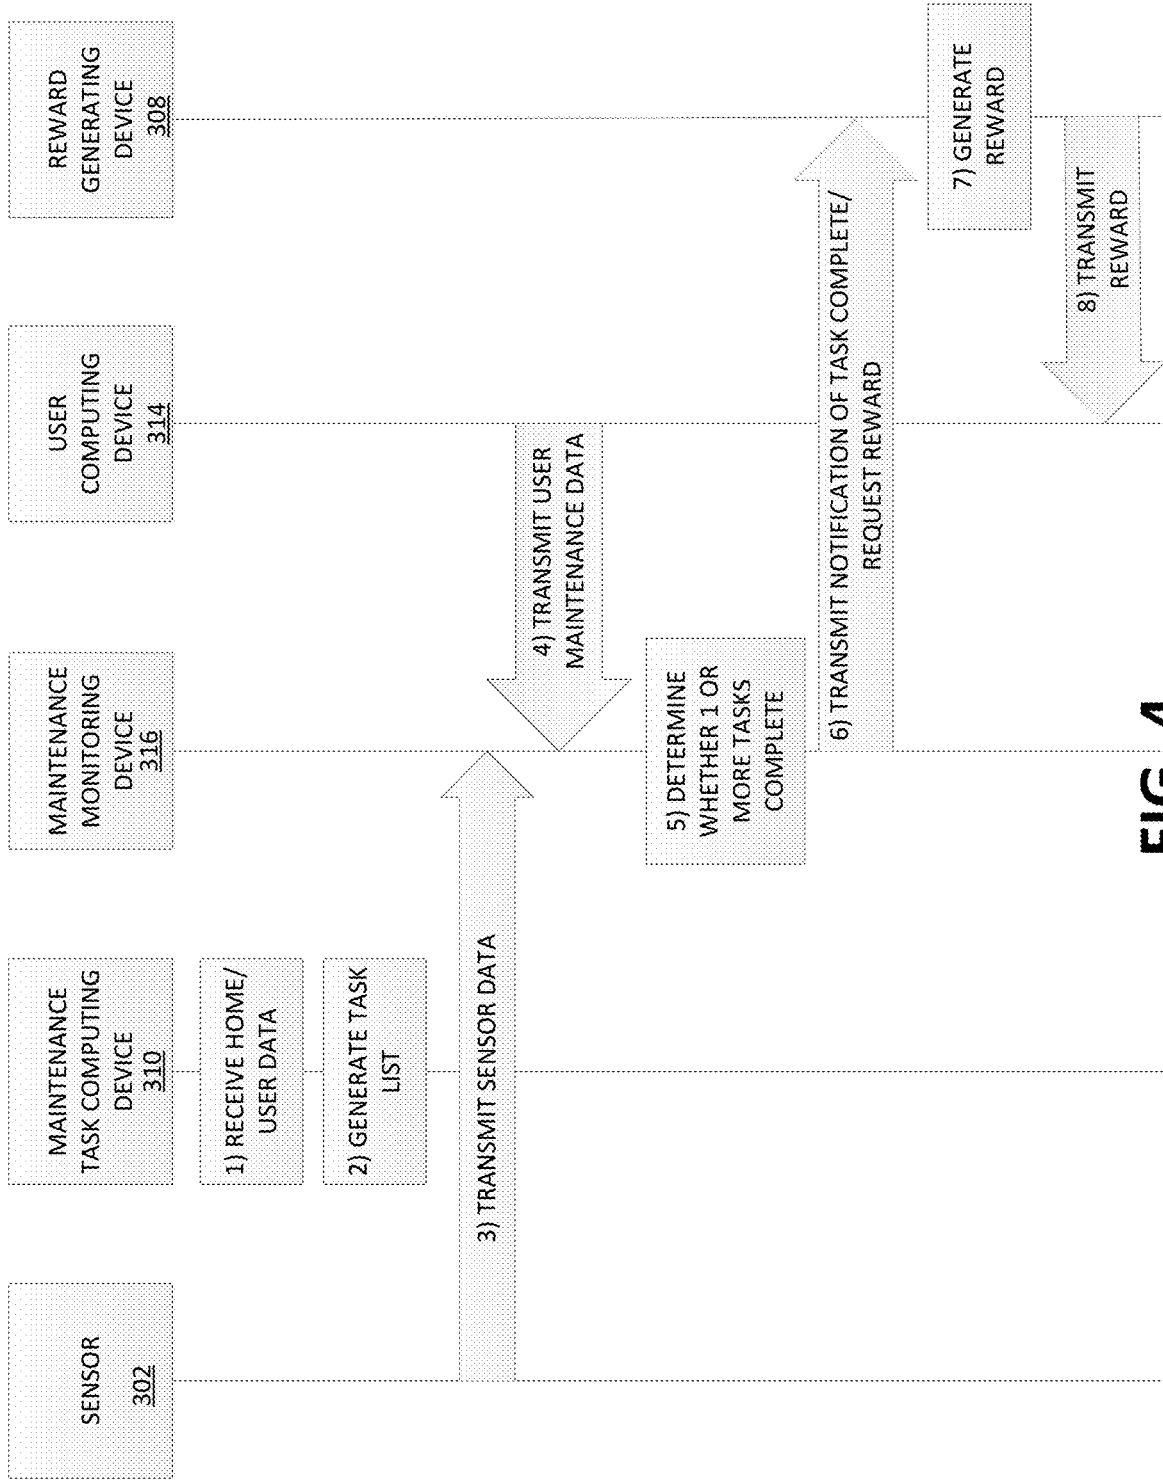 SENSOR
302
MAINTENANCE
TASK COMPUTING
DEVICE
310
MAINTENANCE
MONITORING
DEVICE
316
USER
COMPUTING
DEVICE
314
REWARD
GENERATING
DEVICE
308
1) RECEIVE HOME/
USER DATA
2) GENERATE TASK
LIST
3) TRANSMIT SENSOR DATA
4) TRANSMIT USER
MAINTENANCE DATA
5) DETERMINE
WHETHER 1 OR
MORE TASKS
COMPLETE
6) TRANSMIT NOTIFICATION OF TASK COMPLETE/
REQUEST REWARD
7) GENERATE
REWARD
8) TRANSMIT
REWARD
FIG. 4